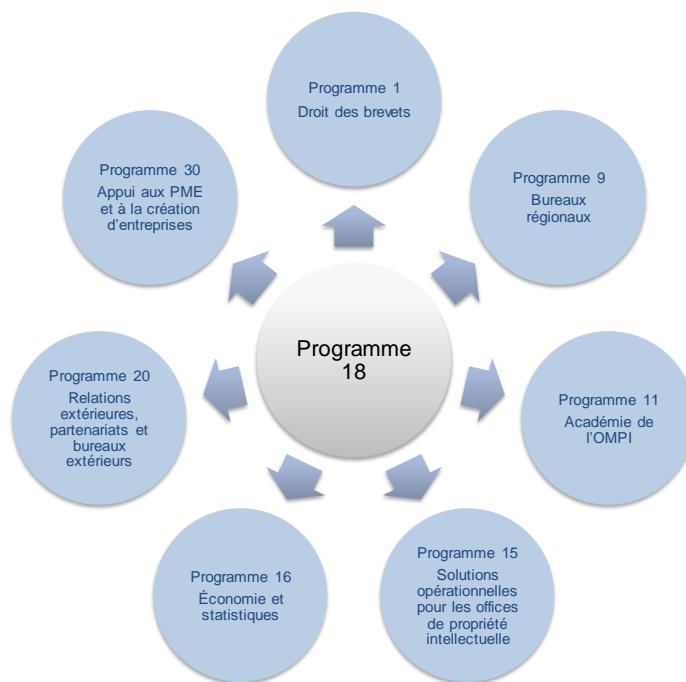 Programme 1
Droit des brevets
Programme 30
Appui aux PME
et à la création
d'entreprises
Programme 9
Bureaux
régionaux
Programme
18
Programme 20
Relations
extérieures,
partenariats et
bureaux
extérieurs
Programme 11
Académie de
l'OMPI
Programme 16
Économie et
statistiques
Programme 15
Solutions
opérationnelles
pour les offices
de propriété
intellectuelle